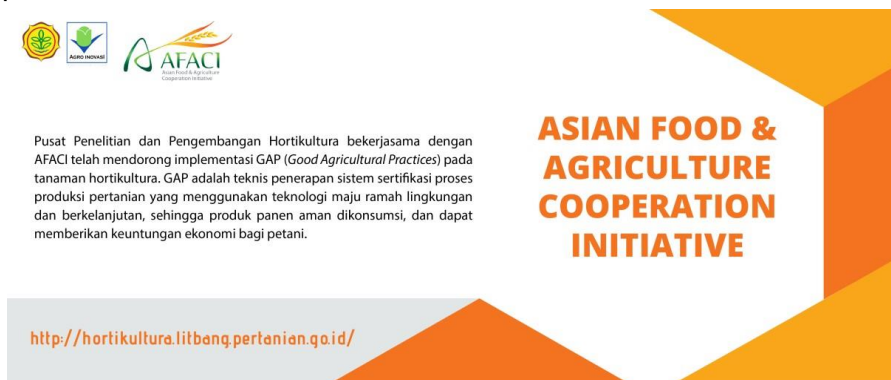 AGRO INOVASI
AFACI
Asian Food & Agriculture
Cooperation Initiative
Pusat Penelitian dan Pengembangan Hortikultura bekerjasama dengan
AFACI telah mendorong implementasi GAP (Good Agricultural Practices) pada
tanaman hortikultura. GAP adalah teknis penerapan sistem sertifikasi proses
produksi pertanian yang menggunakan teknologi maju ramah lingkungan
dan berkelanjutan, sehingga produk panen aman dikonsumsi, dan dapat
memberikan keuntungan ekonomi bagi petani.
ASIAN FOOD &
AGRICULTURE
COOPERATION
INITIATIVE
http://hortikultura.litbang.pertanian.go.id/